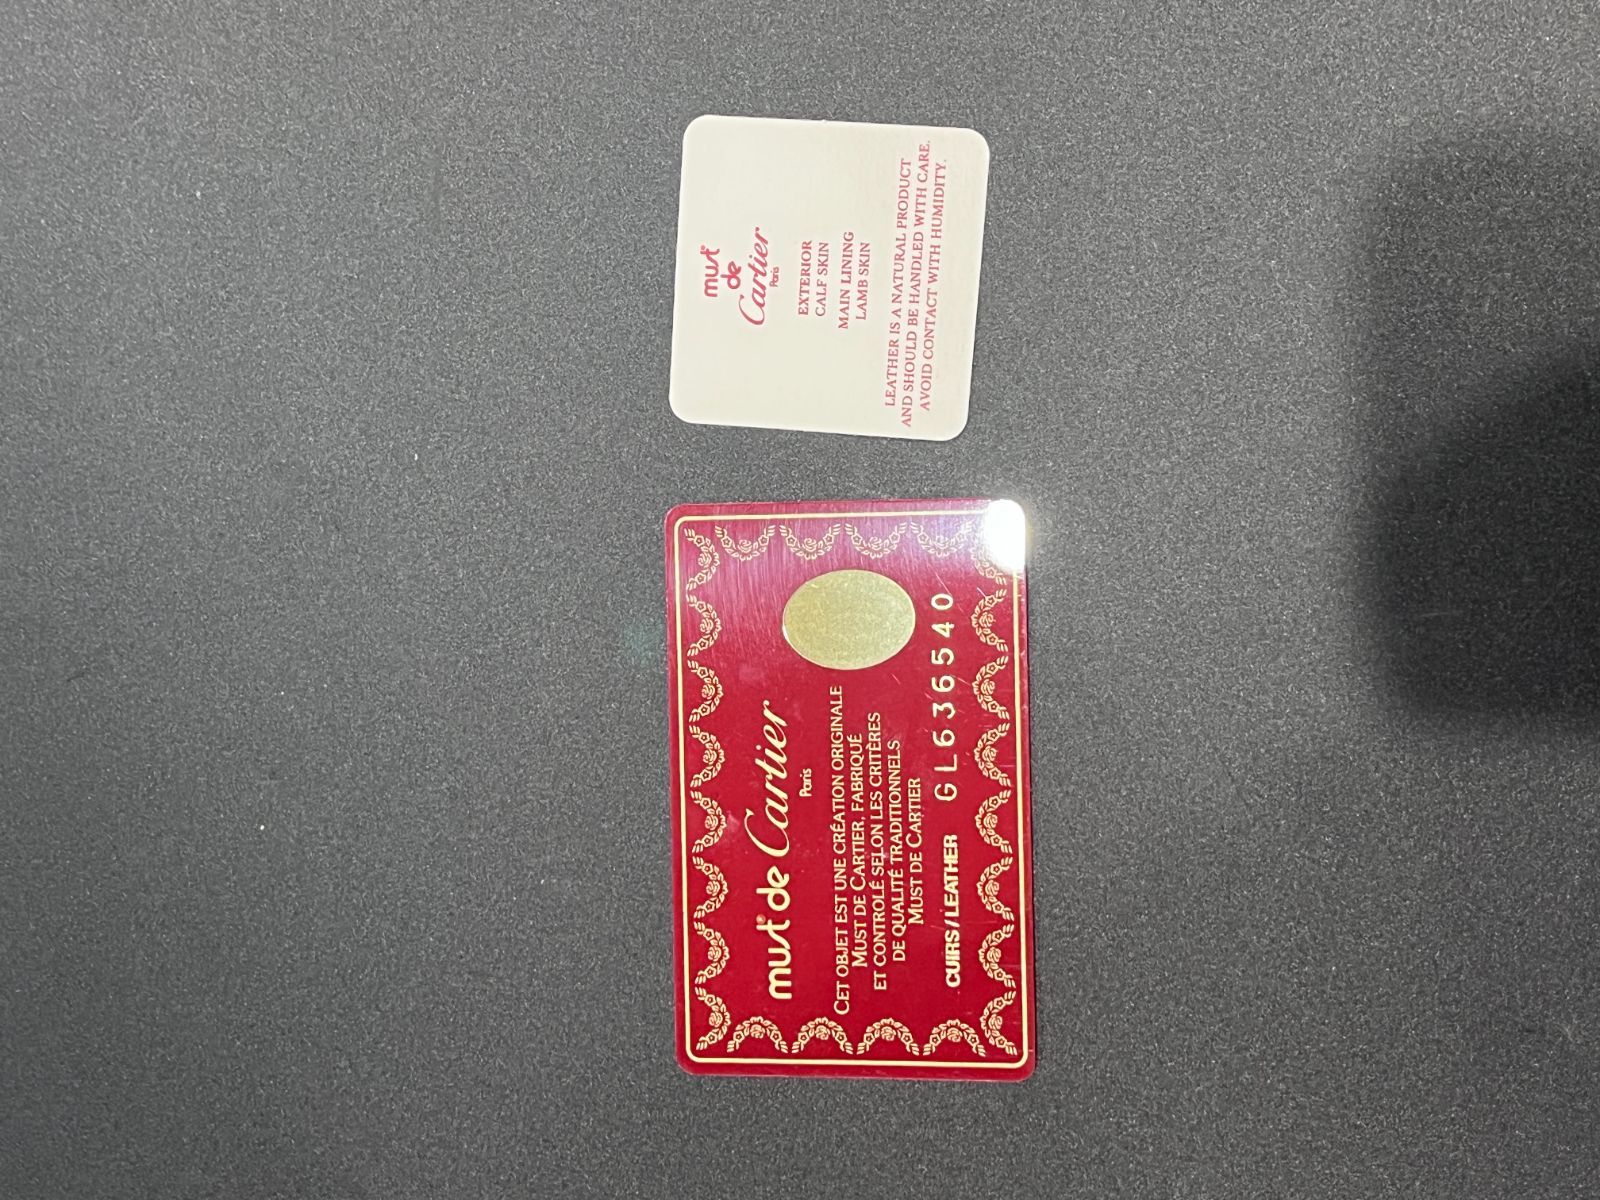 must
de
Cartier
Paris
EXTERIOR
CALF SKIN
MAIN LINING
LAMB SKIN
LEATHER IS A NATURAL PRODUCT
AND SHOULD BE HANDLED WITH CARE.
AVOID CONTACT WITH HUMIDITY.
must de Cartier
Paris
CET OBJET EST UNE CRÉATION ORIGINALE
MUST DE CARTIER, FABRIQUÉ
ET CONTROLÉ SELON LES CRITÈRES
DE QUALITÉ TRADITIONNELS
MUST DE CARTIER
CUIRS/LEATHER GL636540